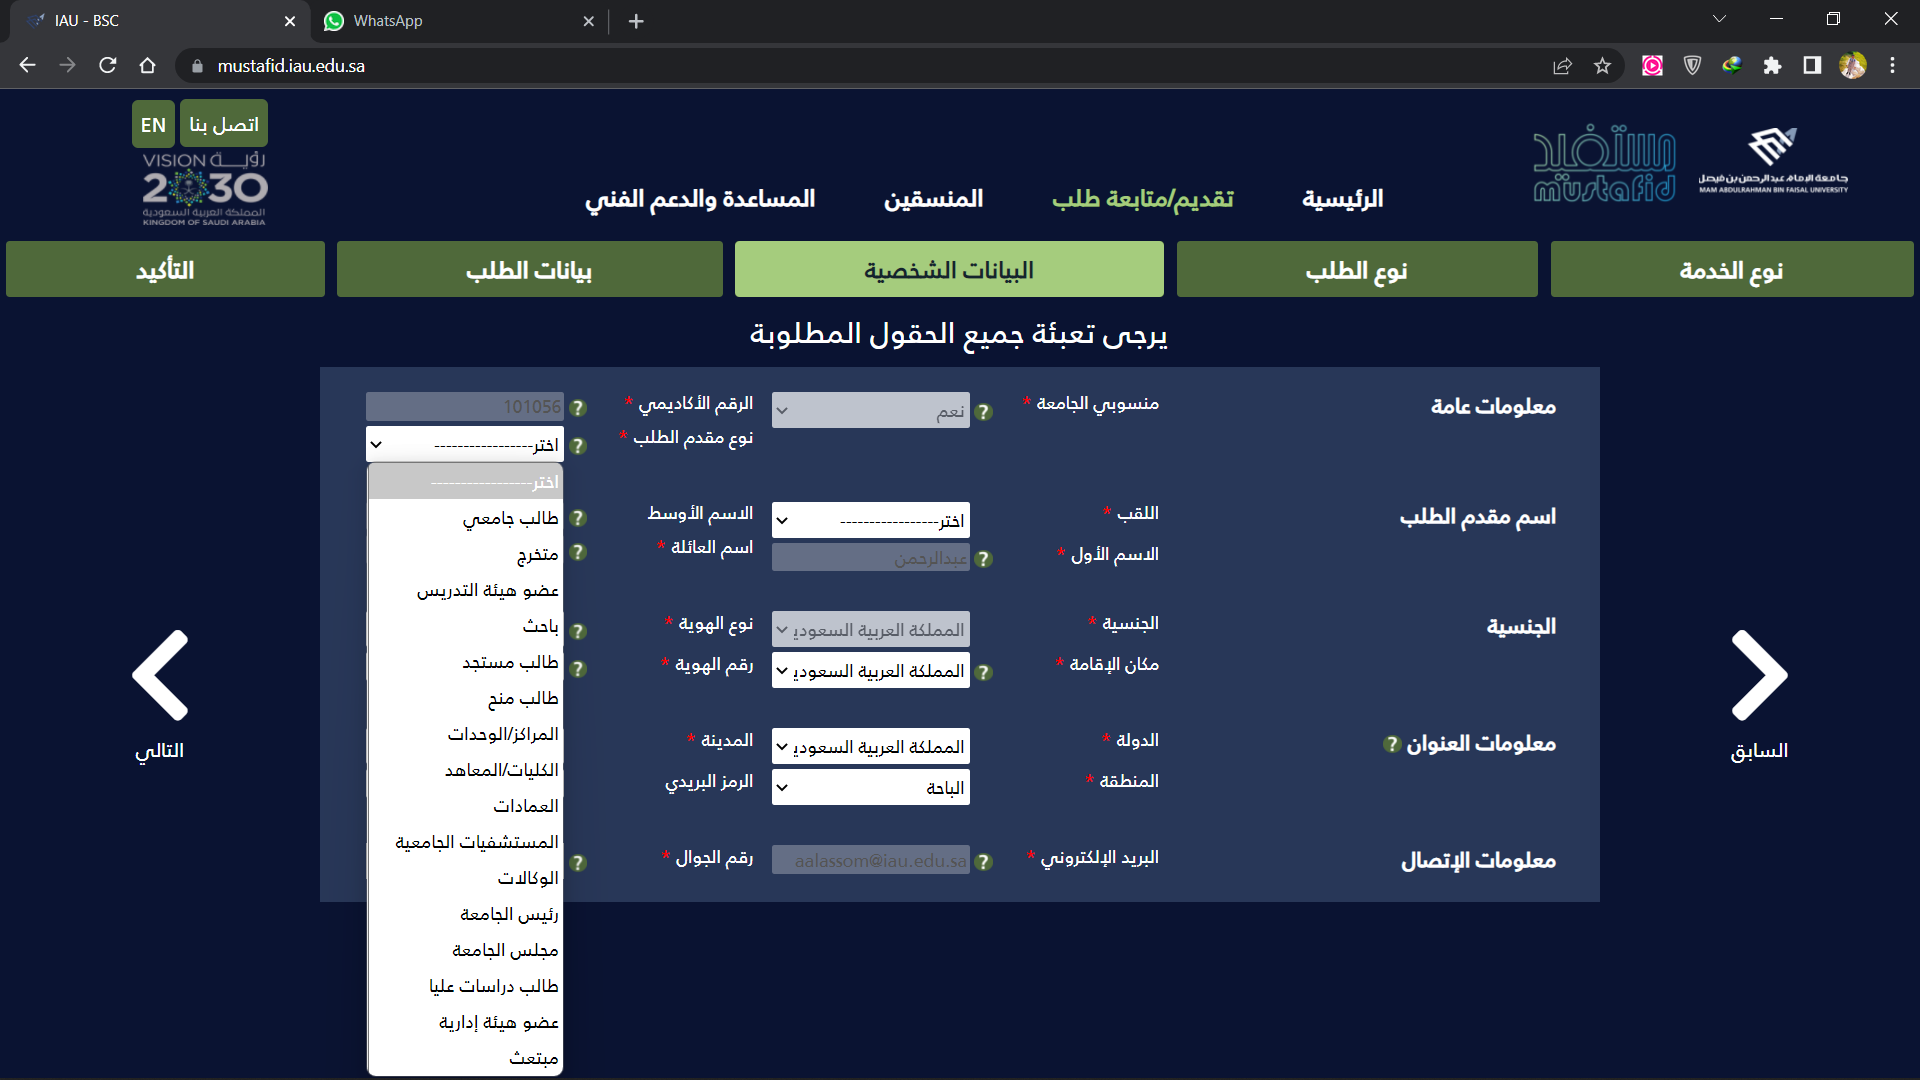 IAU - BSC
WhatsApp
mustafid.iau.edu.sa
اتصل بنا
EN
VISION رؤيـــة
2030
المملكة العربية السعودية
KINGDOM OF SAUDI ARABIA
مستفيد
mustafid
جامعة الإمام عبدالرحمن بن فيصل
IMAM ABDULRAHMAN BIN FAISAL UNIVERSITY
الرئيسية
تقديم/متابعة طلب
المنسقين
المساعدة والدعم الفني
نوع الخدمة
نوع الطلب
البيانات الشخصية
بيانات الطلب
التأكيد
يرجى تعبئة جميع الحقول المطلوبة
معلومات عامة
منسوبي الجامعة *
نعم
الرقم الأكاديمي *
101056
نوع مقدم الطلب *
اختر-----------------
اختر-----------------
طالب جامعي
متخرج
عضو هيئة التدريس
باحث
طالب مستجد
طالب منح
المراكز/الوحدات
الكليات/المعاهد
العمادات
المستشفيات الجامعية
الوكالات
رئيس الجامعة
مجلس الجامعة
طالب دراسات عليا
عضو هيئة إدارية
مبتعث
اسم مقدم الطلب
اللقب *
اختر-----------------
الاسم الأوسط
الاسم الأول *
عبدالرحمن
اسم العائلة *
الجنسية
الجنسية *
المملكة العربية السعودي
نوع الهوية *
مكان الإقامة *
المملكة العربية السعودي
رقم الهوية *
معلومات العنوان
الدولة *
المملكة العربية السعودي
المدينة *
المنطقة *
الباحة
الرمز البريدي
معلومات الإتصال
البريد الإلكتروني *
aalassom@iau.edu.sa
رقم الجوال *
السابق
التالي